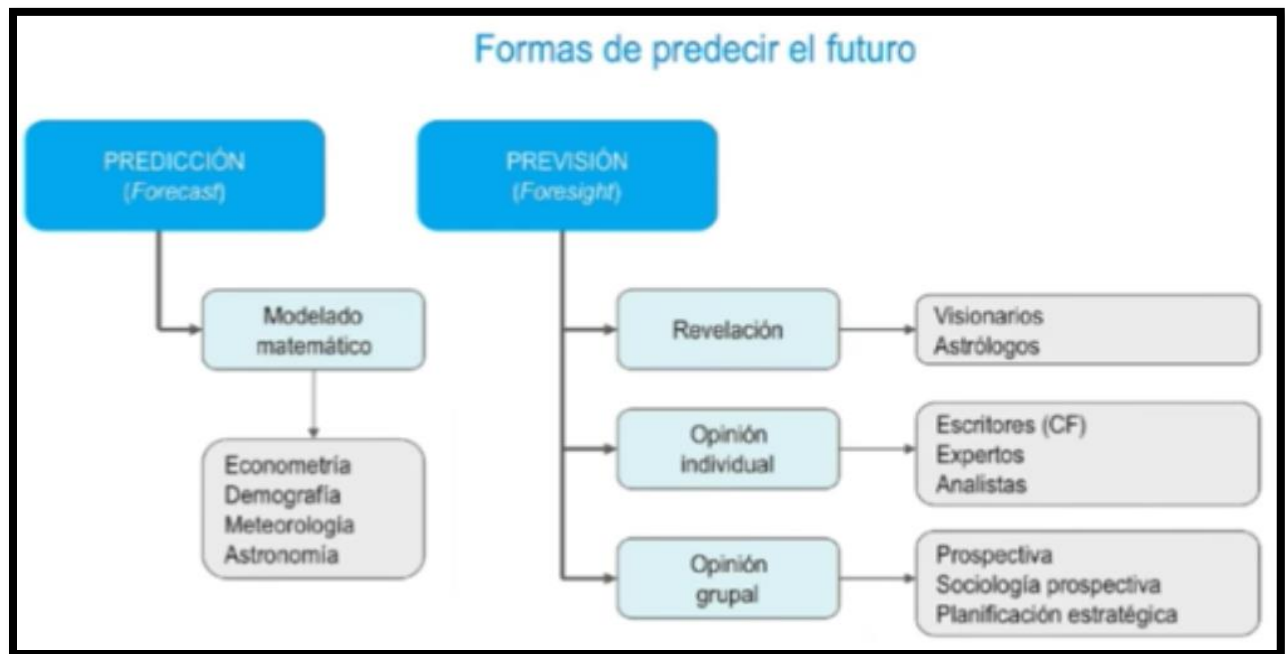 Formas de predecir el futuro
PREDICCIÓN
(Forecast)
Modelado
matemático
Econometría
Demografía
Meteorología
Astronomía
PREVISIÓN
(Foresight)
Revelación
Visionarios
Astrólogos
Opinión
individual
Escritores (CF)
Expertos
Analistas
Opinión
grupal
Prospectiva
Sociología prospectiva
Planificación estratégica